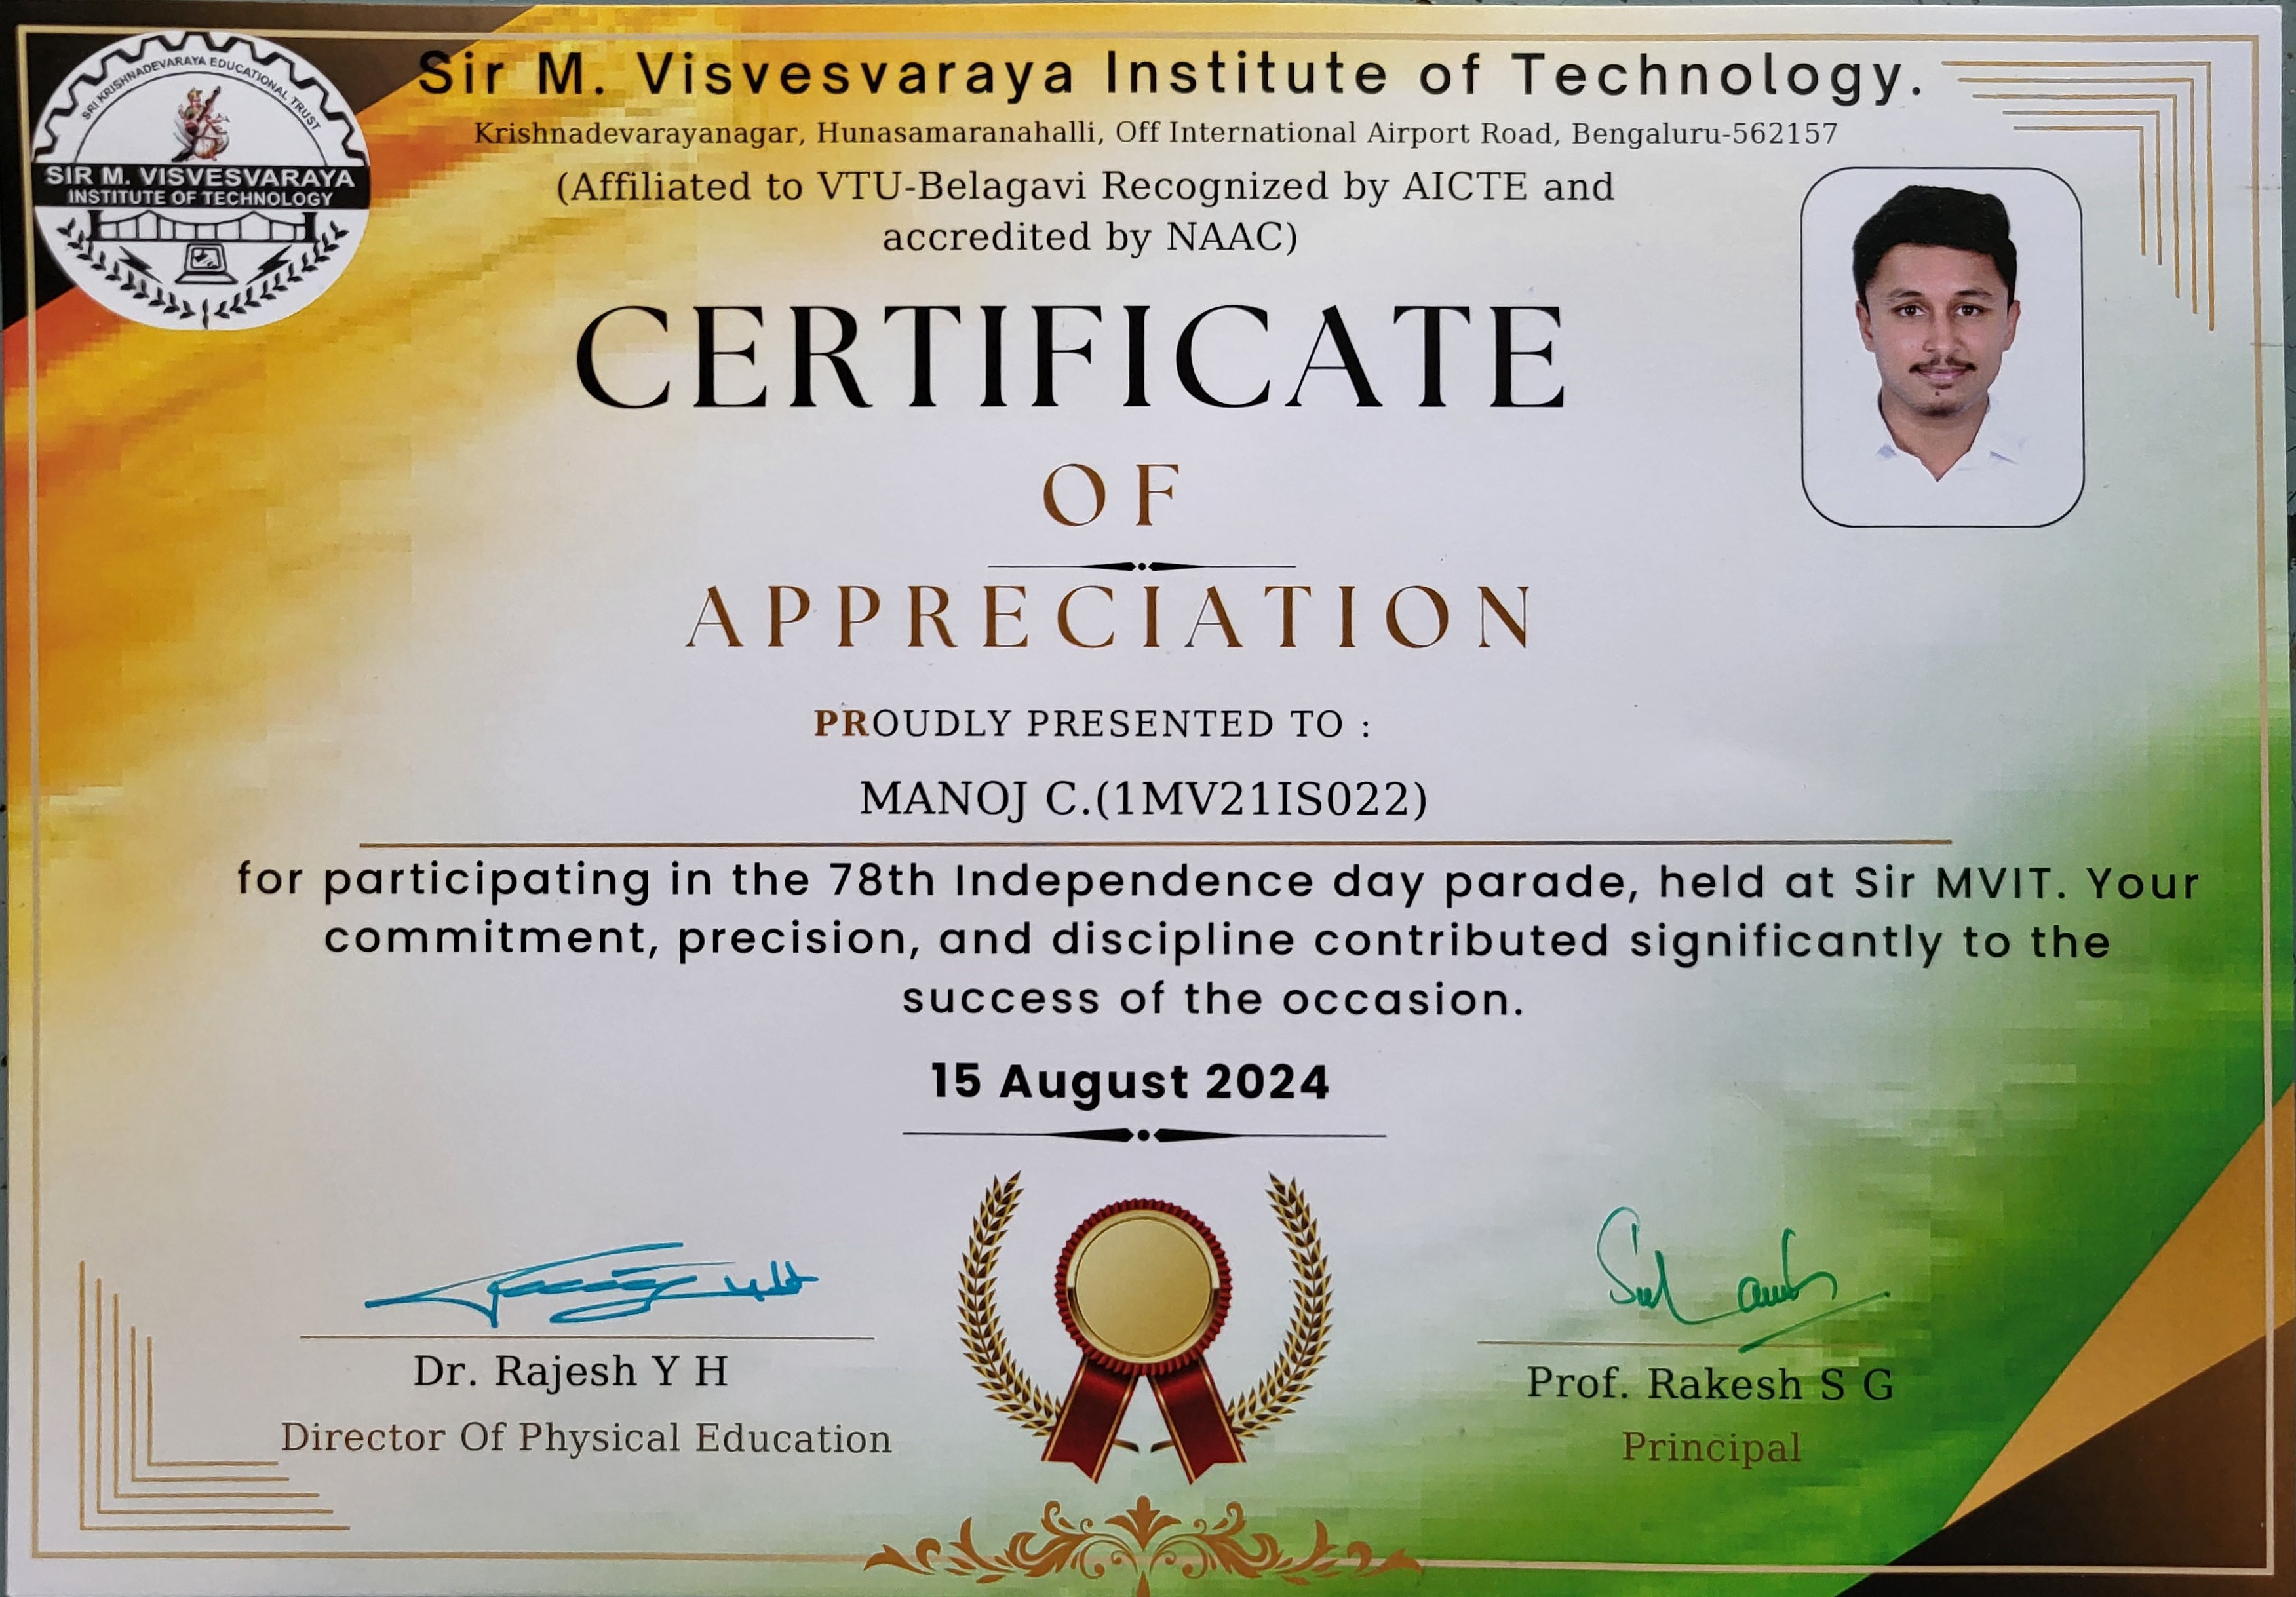 SRI KRISHNADEVARAYA EDUCATIONAL TRUST
SIR M. VISVESVARAYA
INSTITUTE OF TECHNOLOGY
Sir M. Visvesvaraya Institute of Technology.
Krishnadevarayanagar, Hunasamaranahalli, Off International Airport Road, Bengaluru-562157
(Affiliated to VTU-Belagavi Recognized by AICTE and
accredited by NAAC)
CERTIFICATE
OF
APPRECIATION
PROUDLY PRESENTED TO :
MANOJ C.(1MV21IS022)
for participating in the 78th Independence day parade, held at Sir MVIT. Your
commitment, precision, and discipline contributed significantly to the
success of the occasion.
15 August 2024
Dr. Rajesh Y H
Director Of Physical Education
Prof. Rakesh S G
Principal